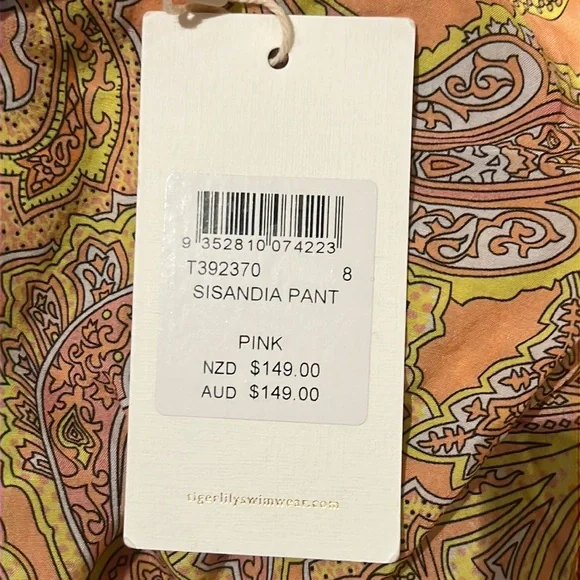 9 352810 074223
T392370 8
SISANDIA PANT
PINK
NZD $149.00
AUD $149.00
tigerlilyswimwear.com